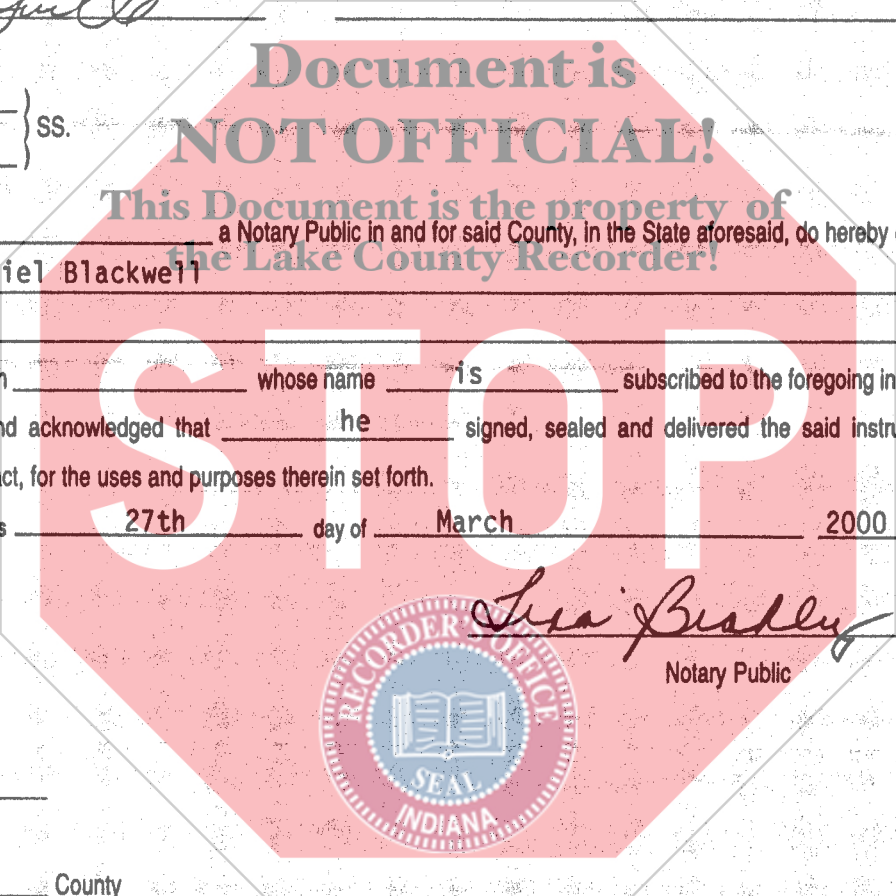 Document is
SS.
NOT OFFICIAL!
This Document is the property of
a Notary Public in and for said County, in the State aforesaid, do hereby
the Lake County Recorder!
iel Blackwell
STOP
whose name is subscribed to the foregoing in
nd acknowledged that he signed, sealed and delivered the said instru
ct, for the uses and purposes therein set forth.
s 27th day of March 2000
Lisa Bradley
Notary Public
RECORDER'S OFFICE
SEAL
INDIANA
County